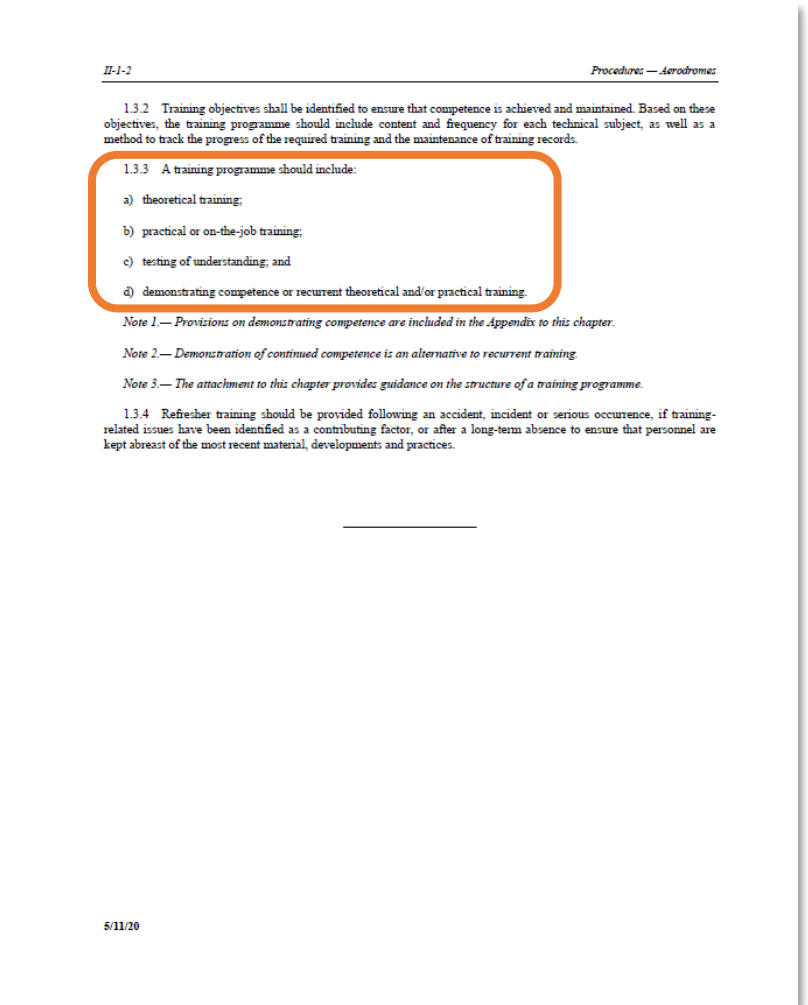 II-1-2 Procedures — Aerodromes
1.3.2 Training objectives shall be identified to ensure that competence is achieved and maintained. Based on these
objectives, the training programme should include content and frequency for each technical subject, as well as a
method to track the progress of the required training and the maintenance of training records.
1.3.3 A training programme should include:
a) theoretical training;
b) practical or on-the-job training;
c) testing of understanding; and
d) demonstrating competence or recurrent theoretical and/or practical training.
Note 1.— Provisions on demonstrating competence are included in the Appendix to this chapter.
Note 2.— Demonstration of continued competence is an alternative to recurrent training.
Note 3.— The attachment to this chapter provides guidance on the structure of a training programme.
1.3.4 Refresher training should be provided following an accident, incident or serious occurrence, if training-
related issues have been identified as a contributing factor, or after a long-term absence to ensure that personnel are
kept abreast of the most recent material, developments and practices.
5/11/20